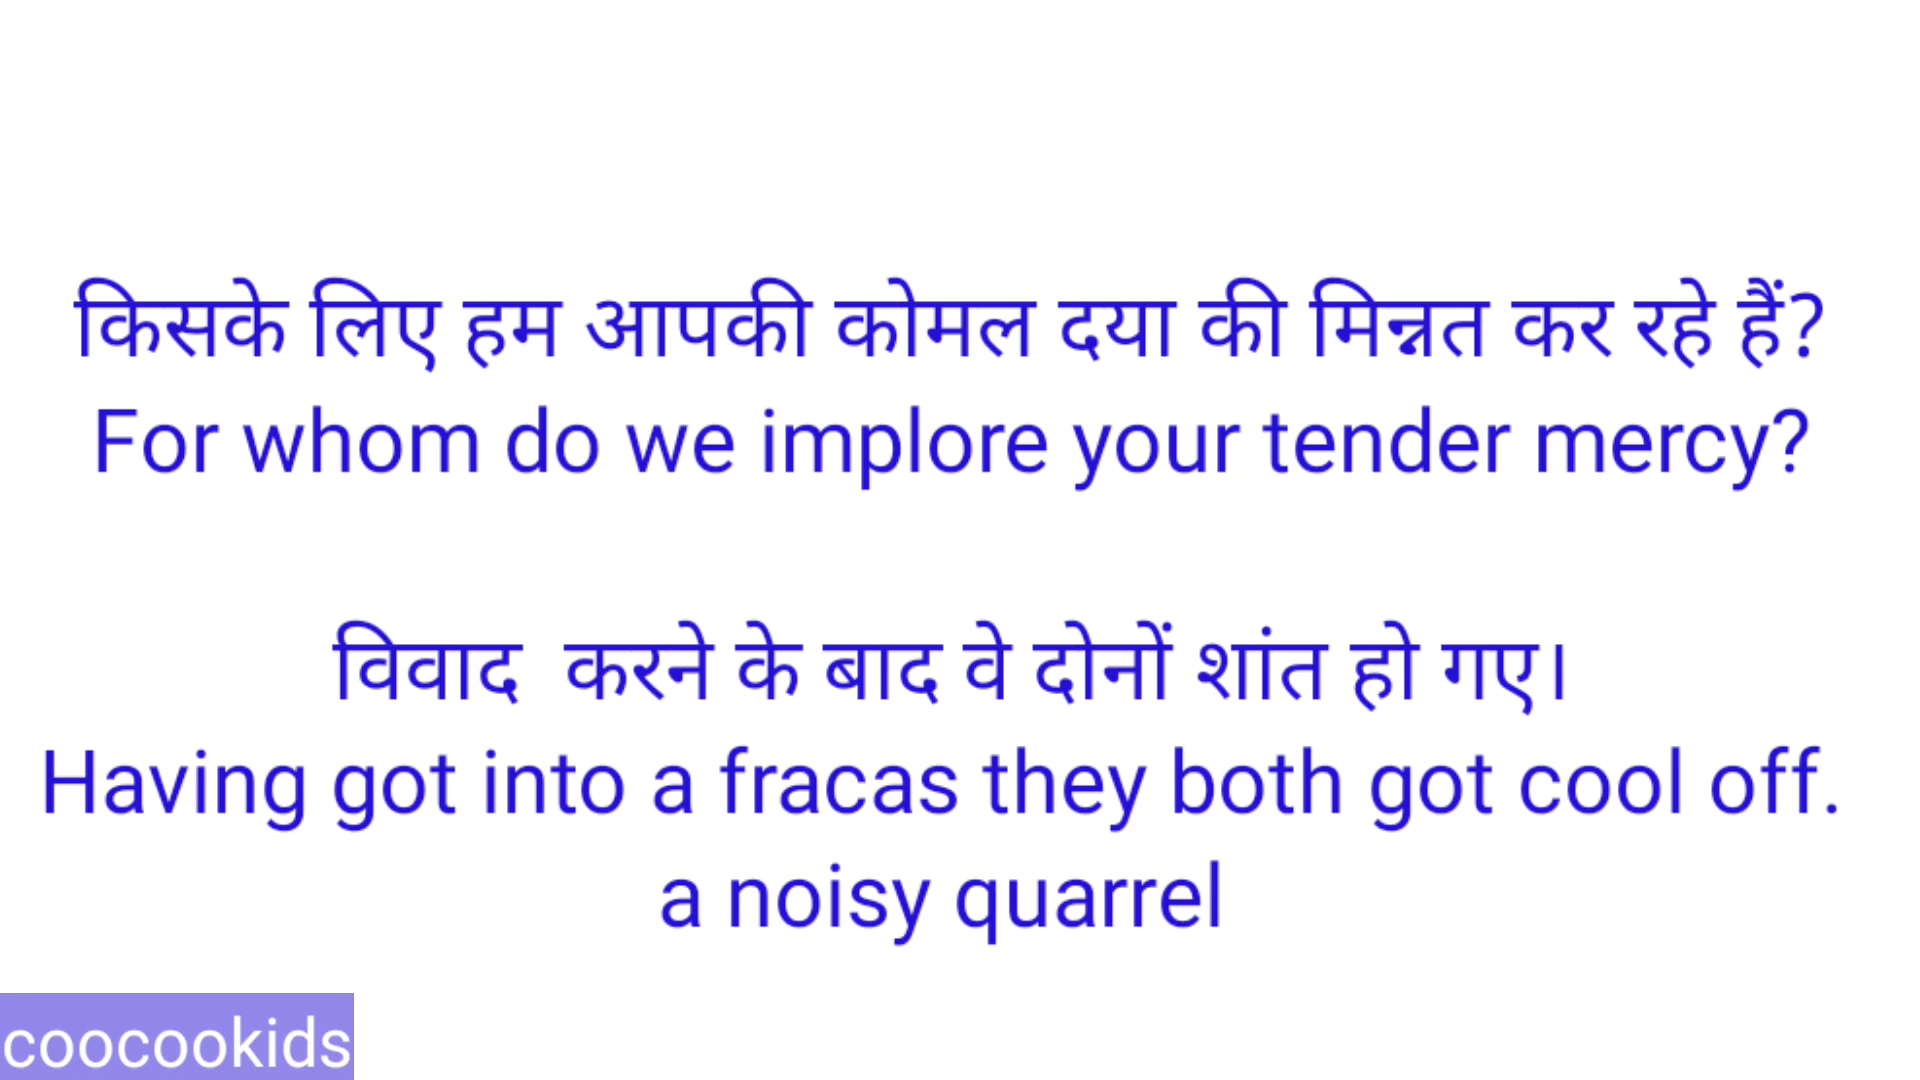 किसके लिए हम आपकी कोमल दया की मिन्नत कर रहे हैं?
For whom do we implore your tender mercy?
विवाद  करने के बाद वे दोनों शांत हो गए।
Having got into a fracas they both got cool off.
a noisy quarrel
coocookids